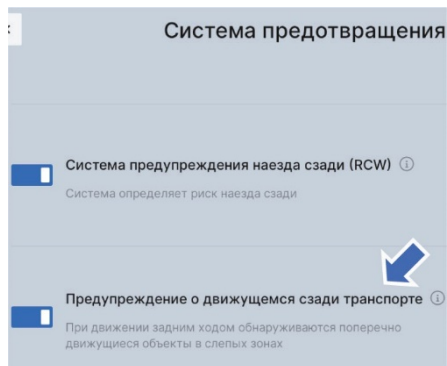 Система предотвращения
Система предупреждения наезда сзади (RCW)
Система определяет риск наезда сзади
Предупреждение о движущемся сзади транспорте
При движении задним ходом обнаруживаются поперечно
движущиеся объекты в слепых зонах